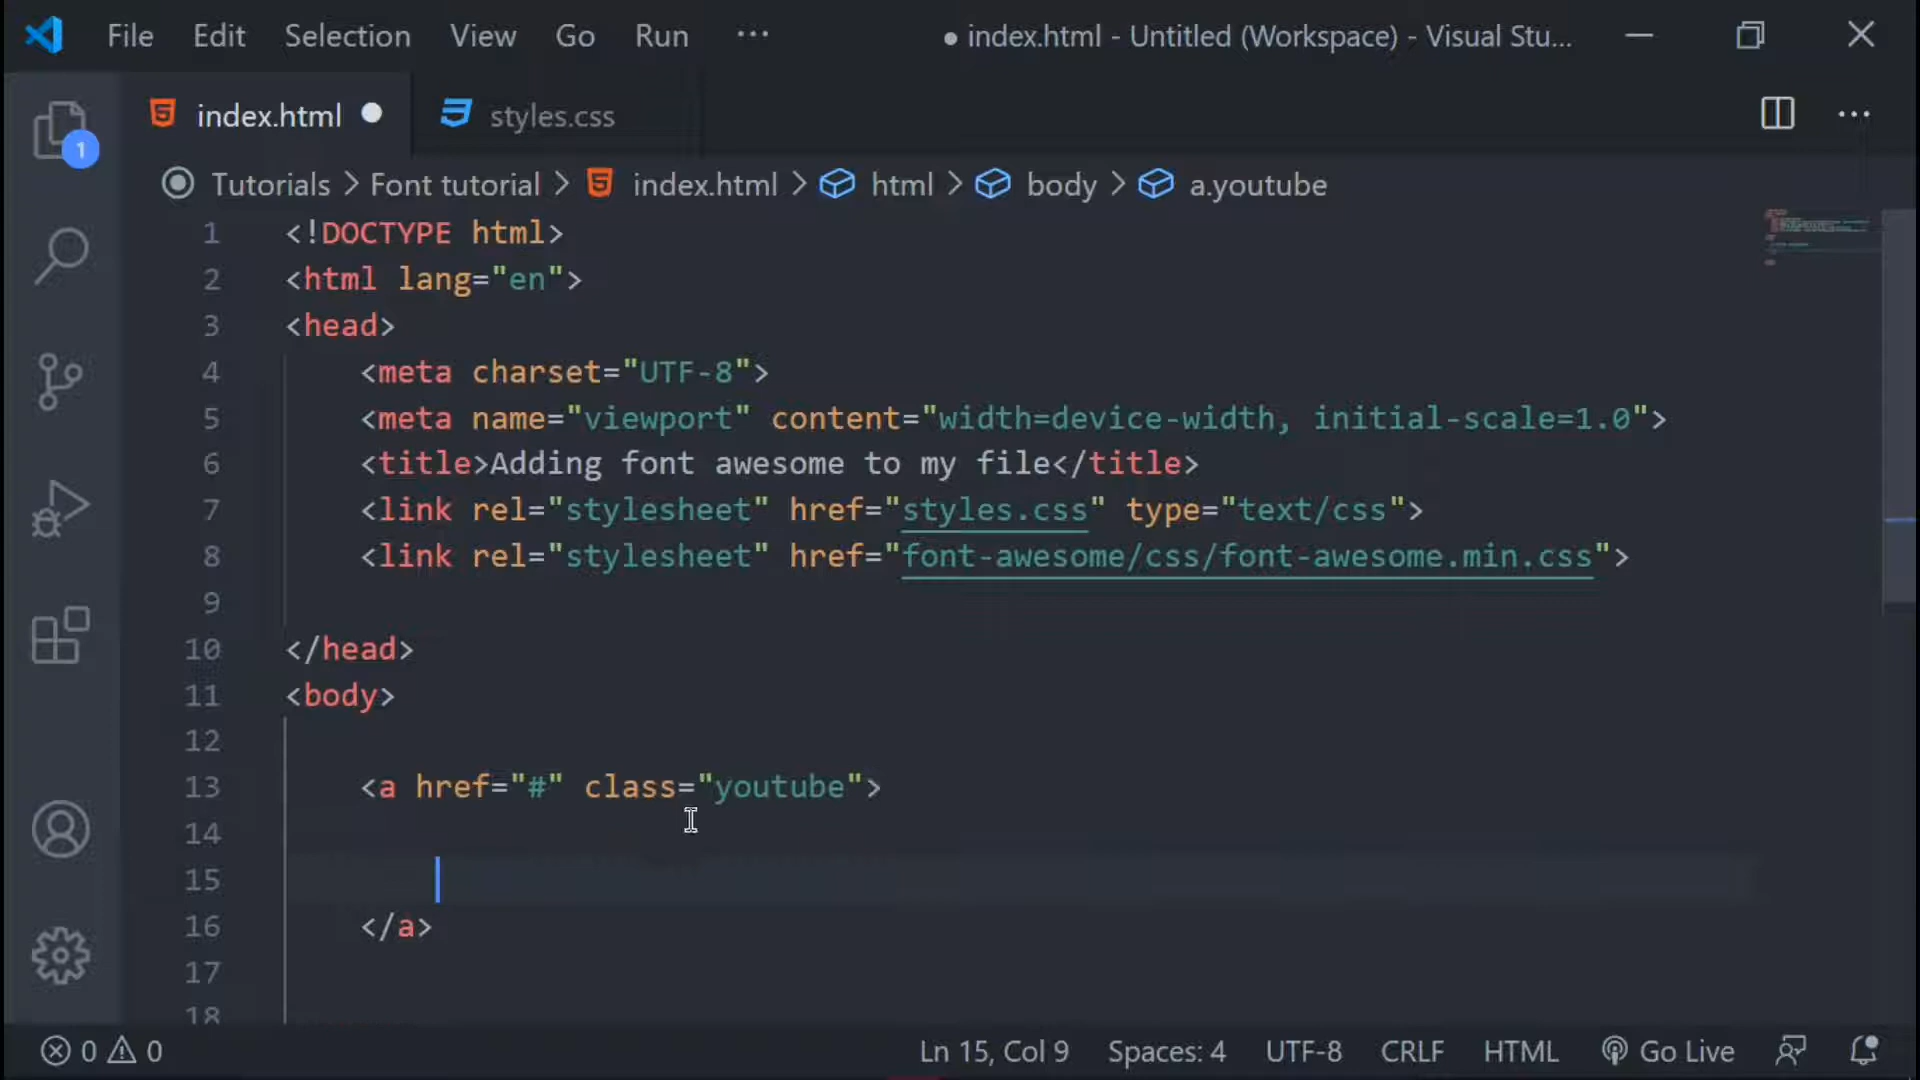 File Edit Selection View Go Run ··· ● index.html - Untitled (Workspace) - Visual Stu...
index.html ● styles.css ···
Tutorials > Font tutorial > index.html > html > body > a.youtube
1
1 <!DOCTYPE html>
2 <html lang="en">
3 <head>
4     <meta charset="UTF-8">
5     <meta name="viewport" content="width=device-width, initial-scale=1.0">
6     <title>Adding font awesome to my file</title>
7     <link rel="stylesheet" href="styles.css" type="text/css">
8     <link rel="stylesheet" href="font-awesome/css/font-awesome.min.css">
9
10 </head>
11 <body>
12
13     <a href="#" class="youtube">
14
15
16     </a>
17
18
0 0 Ln 15, Col 9 Spaces: 4 UTF-8 CRLF HTML Go Live